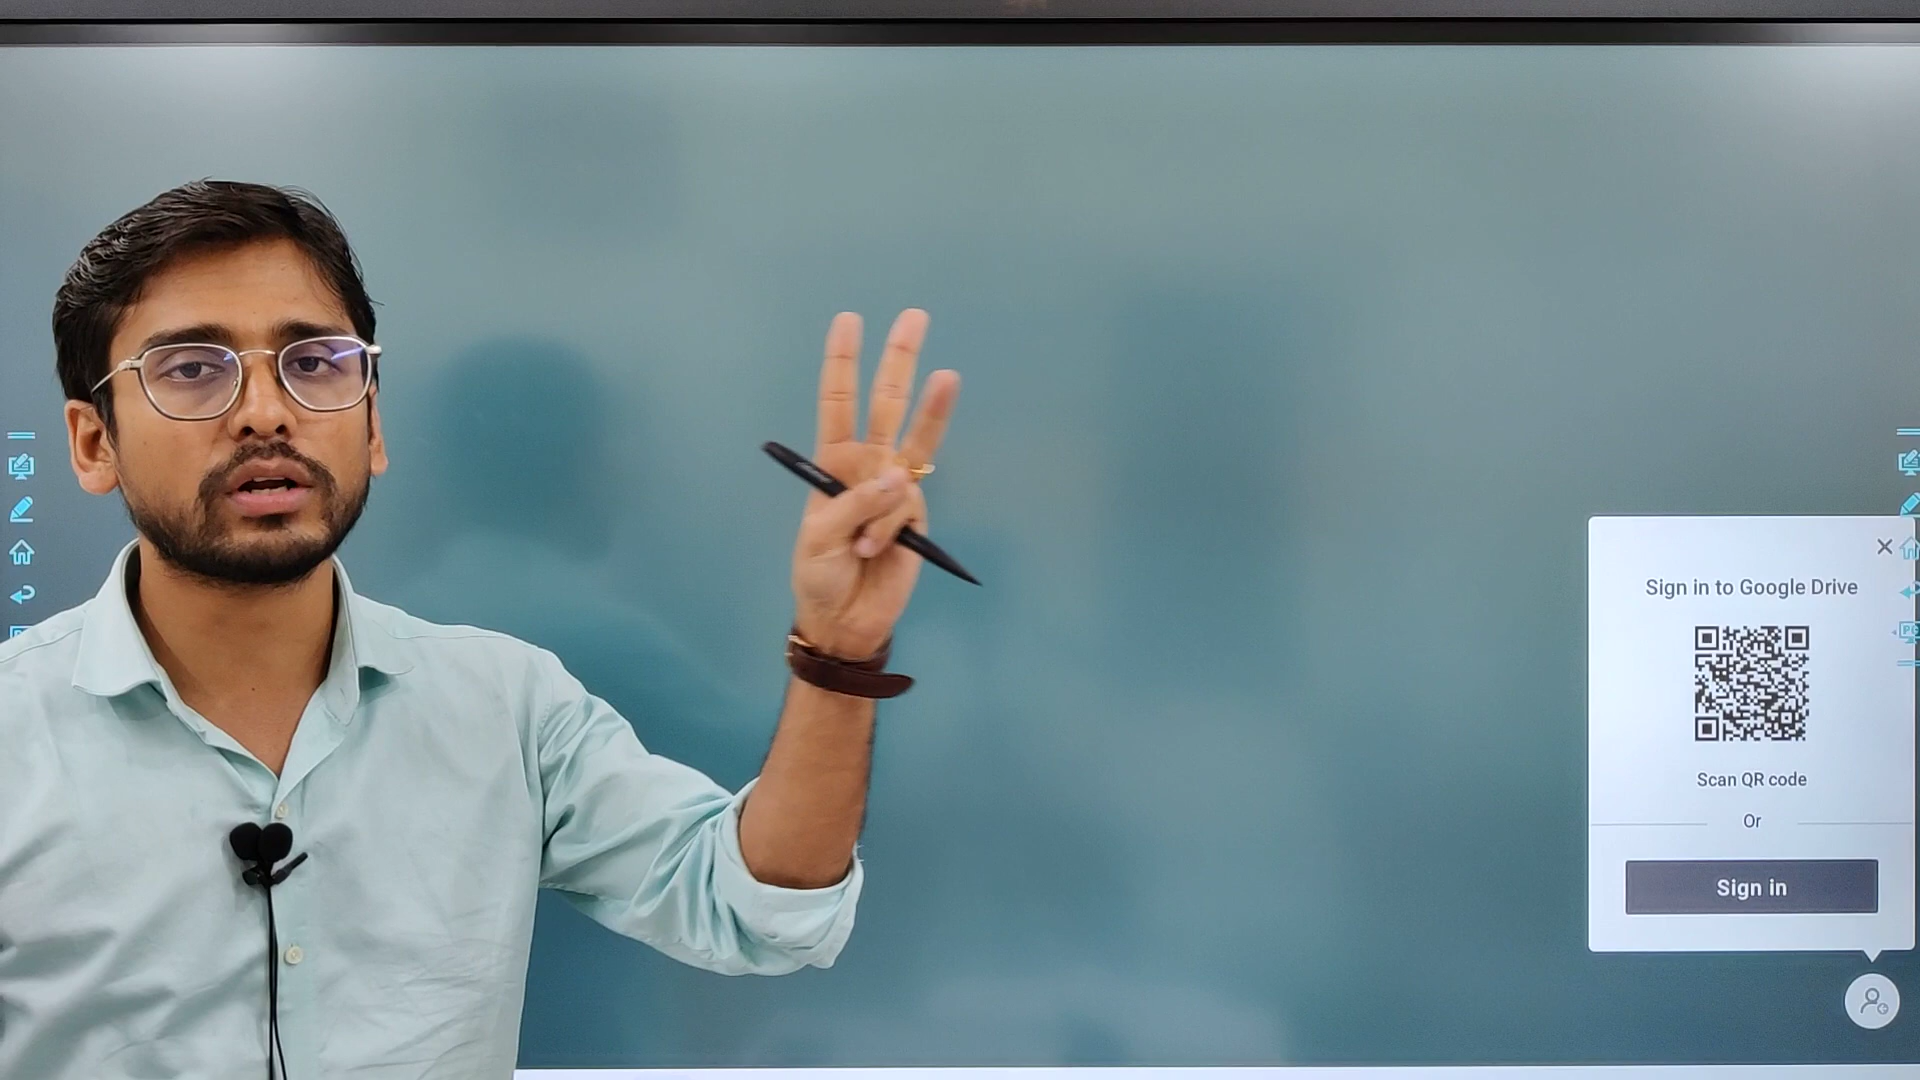 Sign in to Google Drive
Scan QR code
Or
Sign in